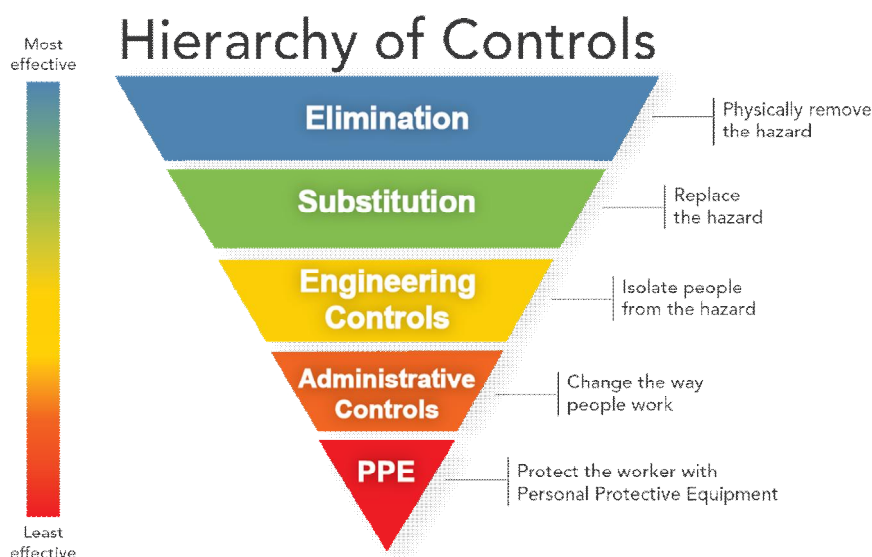 Hierarchy of Controls
Most
effective
Elimination
Physically remove
the hazard
Substitution
Replace
the hazard
Engineering
Controls
Isolate people
from the hazard
Administrative
Controls
Change the way
people work
PPE
Protect the worker with
Personal Protective Equipment
Least
effective